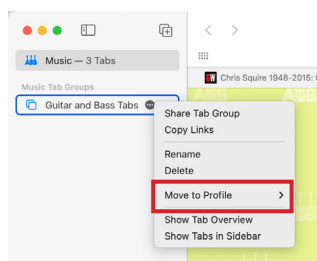 Music — 3 Tabs
Music Tab Groups
Guitar and Bass Tabs
Chris Squire 1948-2015:
Share Tab Group
Copy Links
Rename
Delete
Move to Profile
Show Tab Overview
Show Tabs in Sidebar